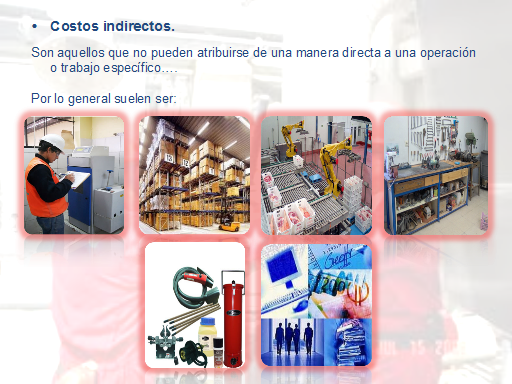 • Costos indirectos.
Son aquellos que no pueden atribuirse de una manera directa a una operación
o trabajo específico….
Por lo general suelen ser: